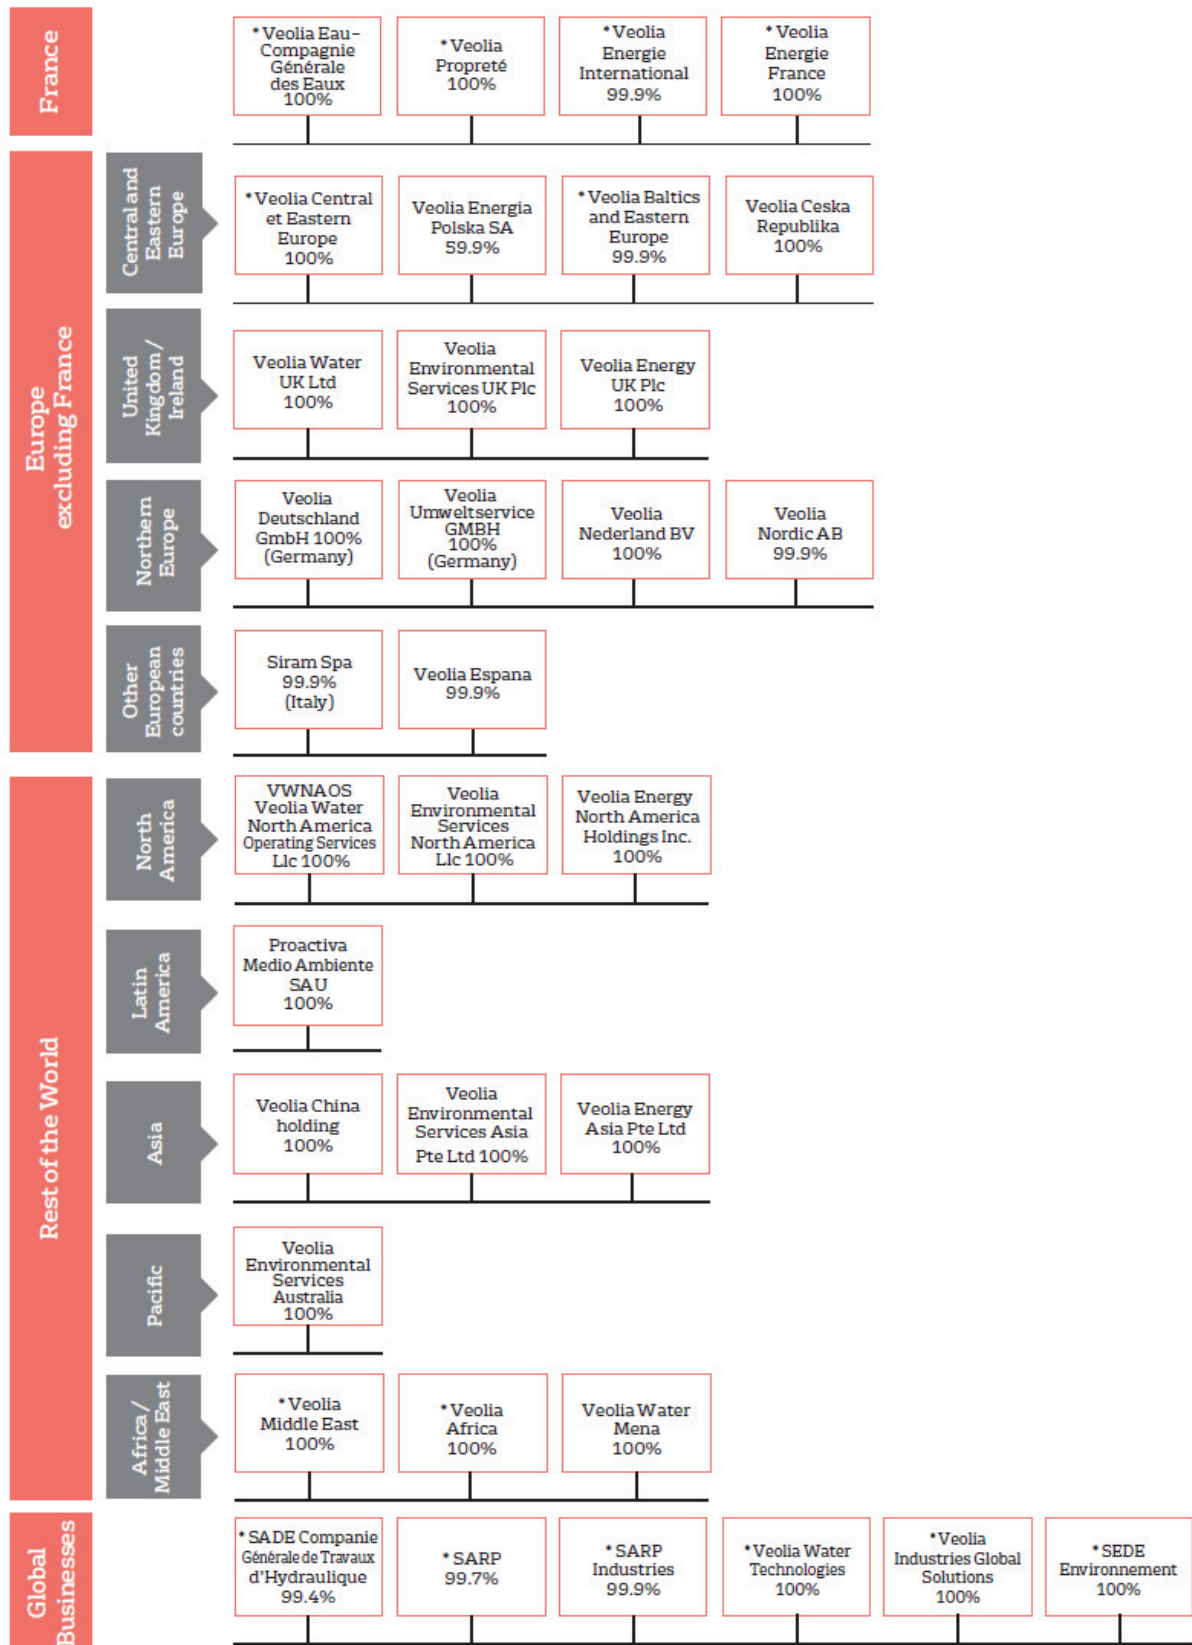 France
* Veolia Eau –
Compagnie
Générale
des Eaux
100%
* Veolia
Propreté
100%
* Veolia
Energie
International
99.9%
* Veolia
Energie
France
100%
Europe
excluding France
Central and
Eastern
Europe
* Veolia Central
et Eastern
Europe
100%
Veolia Energia
Polska SA
59.9%
* Veolia Baltics
and Eastern
Europe
99.9%
Veolia Ceska
Republika
100%
United
Kingdom/
Ireland
Veolia Water
UK Ltd
100%
Veolia
Environmental
Services UK Plc
100%
Veolia Energy
UK Plc
100%
Northern
Europe
Veolia
Deutschland
GmbH 100%
(Germany)
Veolia
Umweltservice
GMBH
100%
(Germany)
Veolia
Nederland BV
100%
Veolia
Nordic AB
99.9%
Other
European
countries
Siram Spa
99.9%
(Italy)
Veolia Espana
99.9%
Rest of the World
North
America
VWNAOS
Veolia Water
North America
Operating Services
Llc 100%
Veolia
Environmental
Services
North America
Llc 100%
Veolia Energy
North America
Holdings Inc.
100%
Latin
America
Proactiva
Medio Ambiente
SAU
100%
Asia
Veolia China
holding
100%
Veolia
Environmental
Services Asia
Pte Ltd 100%
Veolia Energy
Asia Pte Ltd
100%
Pacific
Veolia
Environmental
Services
Australia
100%
Africa/
Middle East
* Veolia
Middle East
100%
* Veolia
Africa
100%
Veolia Water
Mena
100%
Global
Businesses
* SADE Companie
Générale de Travaux
d'Hydraulique
99.4%
* SARP
99.7%
* SARP
Industries
99.9%
* Veolia Water
Technologies
100%
* Veolia
Industries Global
Solutions
100%
* SEDE
Environnement
100%